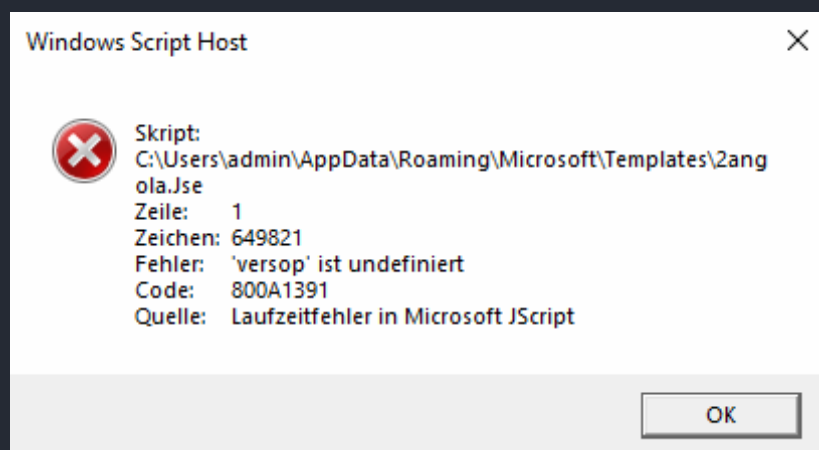 Windows Script Host
Skript:
C:\Users\admin\AppData\Roaming\Microsoft\Templates\2ang
ola.Jse
Zeile: 1
Zeichen: 649821
Fehler: 'versop' ist undefiniert
Code: 800A1391
Quelle: Laufzeitfehler in Microsoft JScript
OK